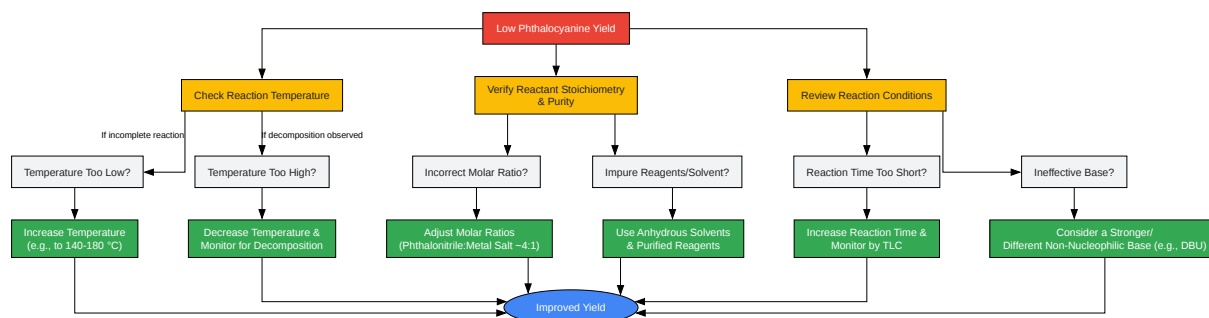 Low Phthalocyanine Yield
Check Reaction Temperature
Verify Reactant Stoichiometry
& Purity
Review Reaction Conditions
If incomplete reaction
If decomposition observed
Temperature Too Low?
Temperature Too High?
Incorrect Molar Ratio?
Impure Reagents/Solvent?
Reaction Time Too Short?
Ineffective Base?
Increase Temperature
(e.g., to 140-180 °C)
Decrease Temperature &
Monitor for Decomposition
Adjust Molar Ratios
(Phthalonitrile:Metal Salt ~4:1)
Use Anhydrous Solvents
& Purified Reagents
Increase Reaction Time &
Monitor by TLC
Consider a Stronger/
Different Non-Nucleophilic Base (e.g., DBU)
Improved Yield